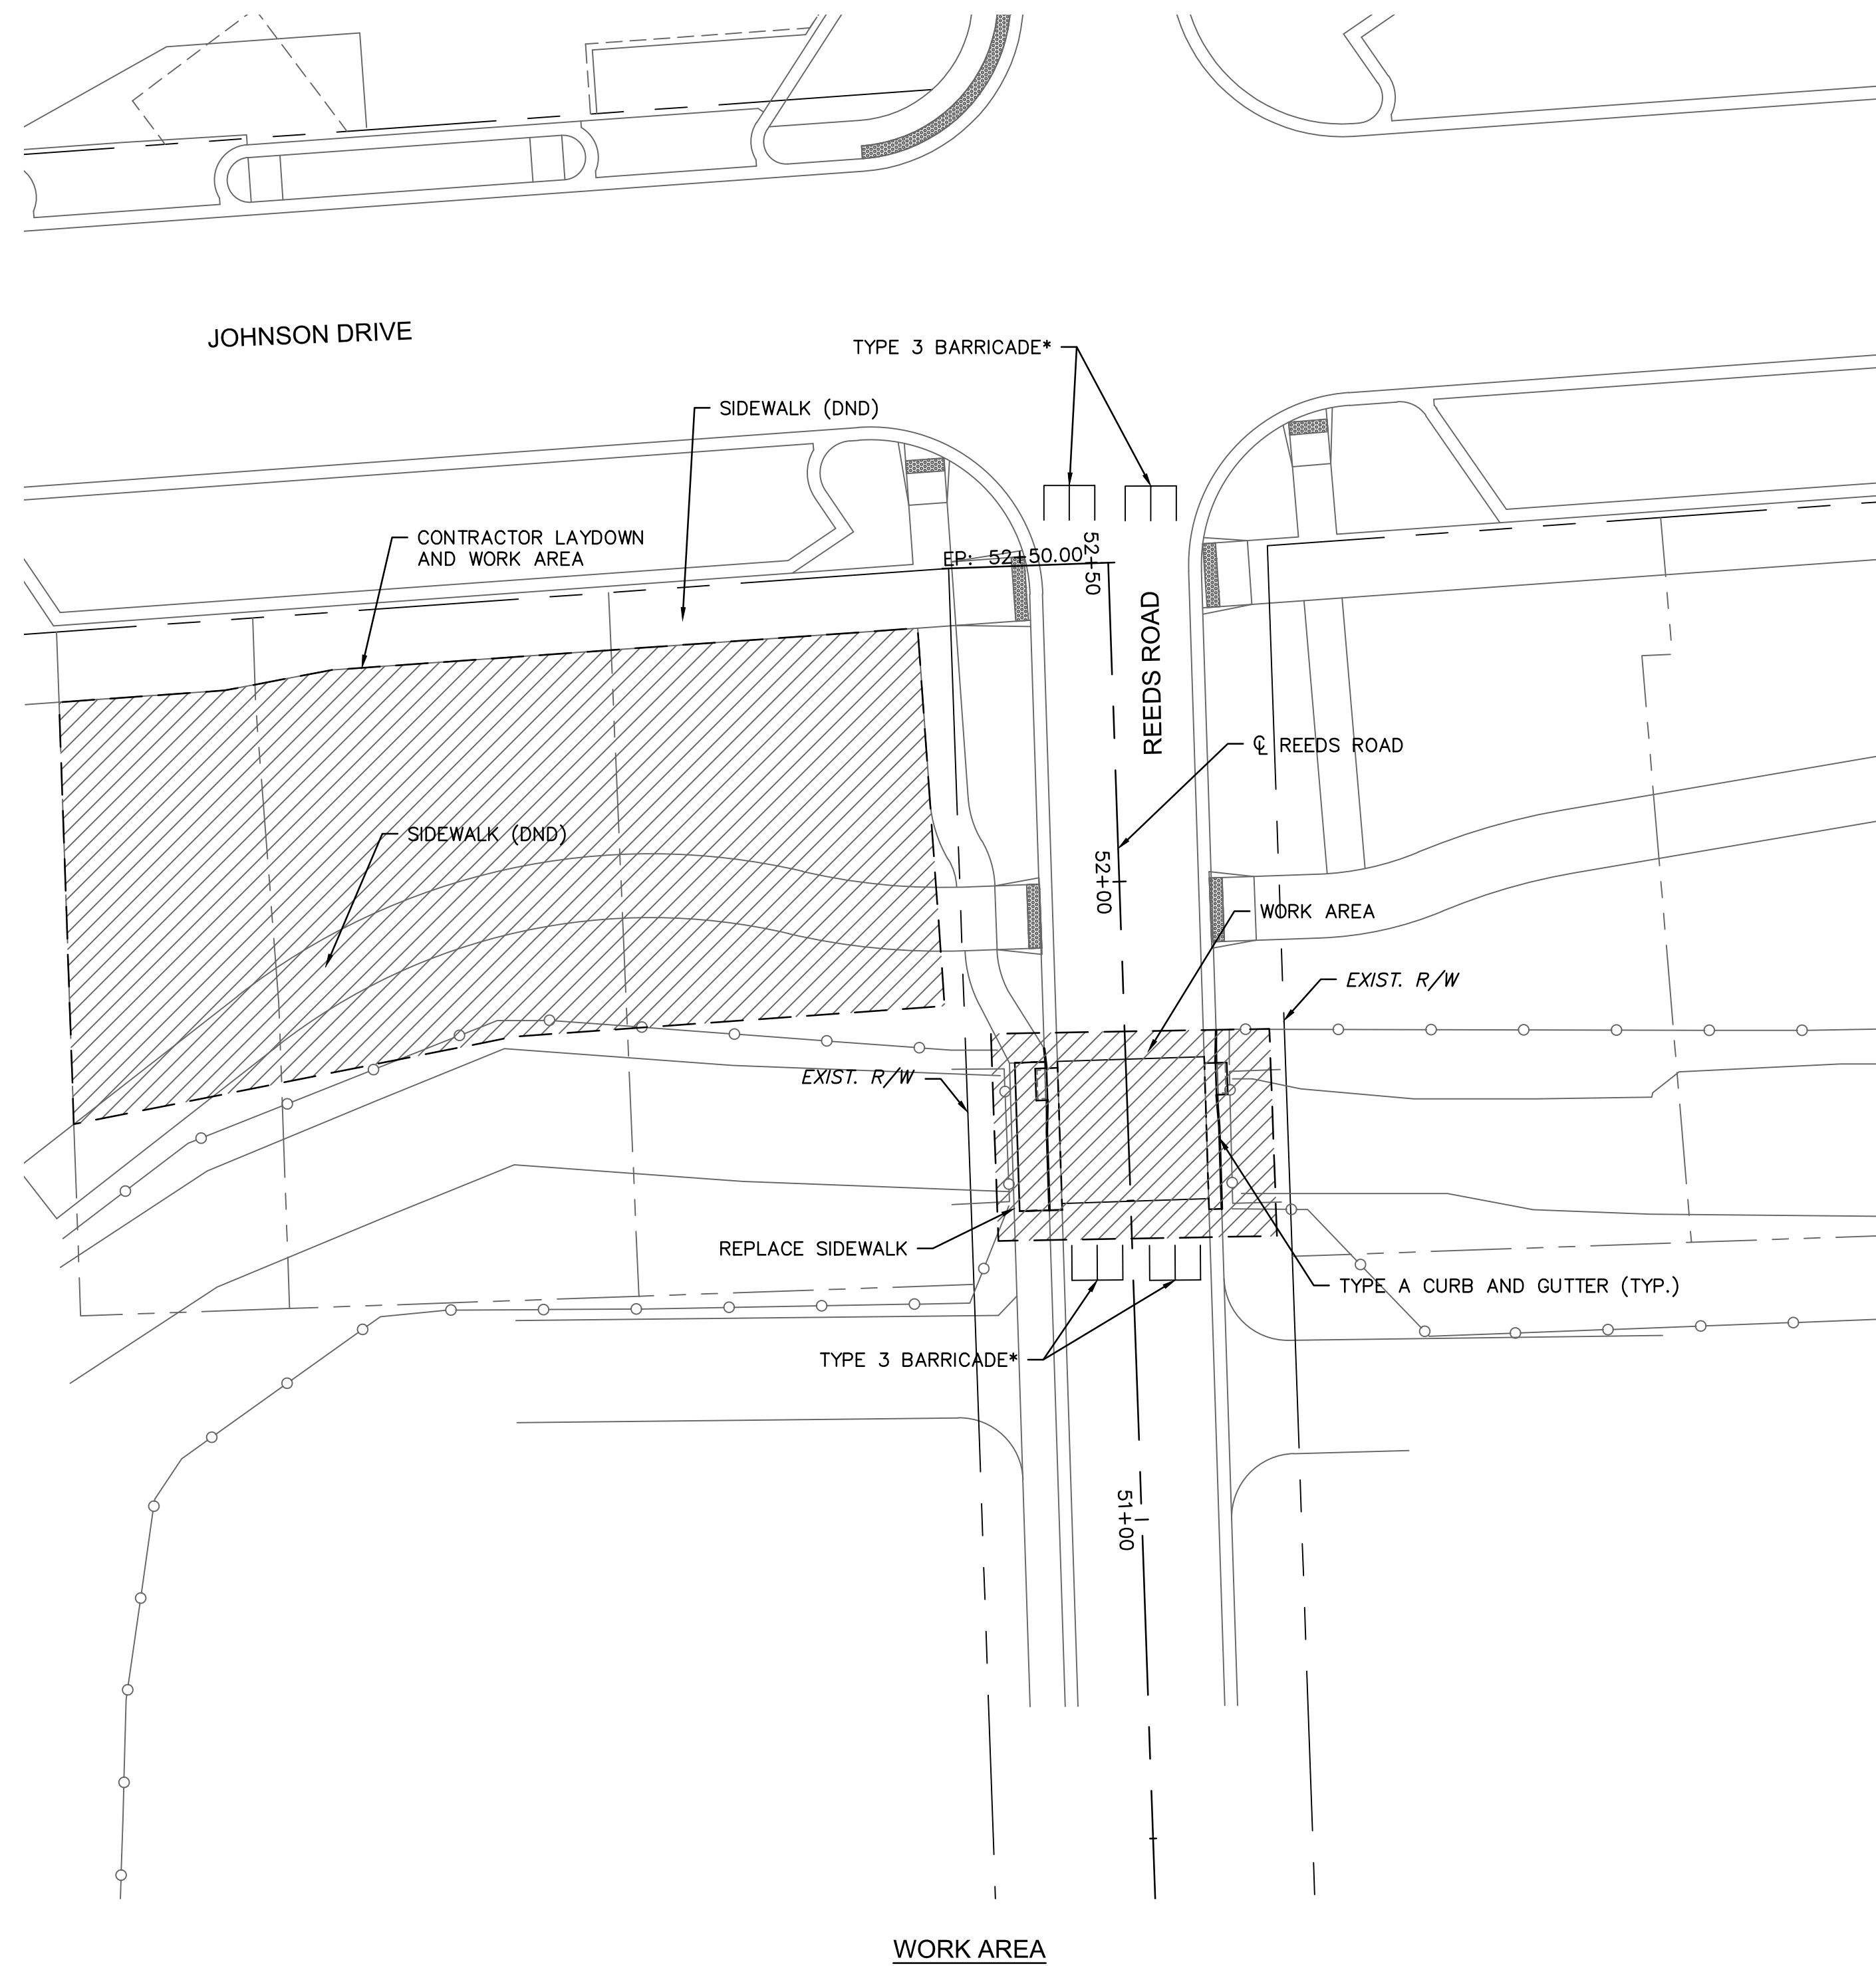 JOHNSON DRIVE
TYPE 3 BARRICADE*
SIDEWALK (DND)
CONTRACTOR LAYDOWN
AND WORK AREA
EP: 52+50.00
52+50
REEDS ROAD
℄ REEDS ROAD
SIDEWALK (DND)
52+00
WORK AREA
EXIST. R/W
EXIST. R/W
REPLACE SIDEWALK
TYPE A CURB AND GUTTER (TYP.)
TYPE 3 BARRICADE*
51+00
WORK AREA